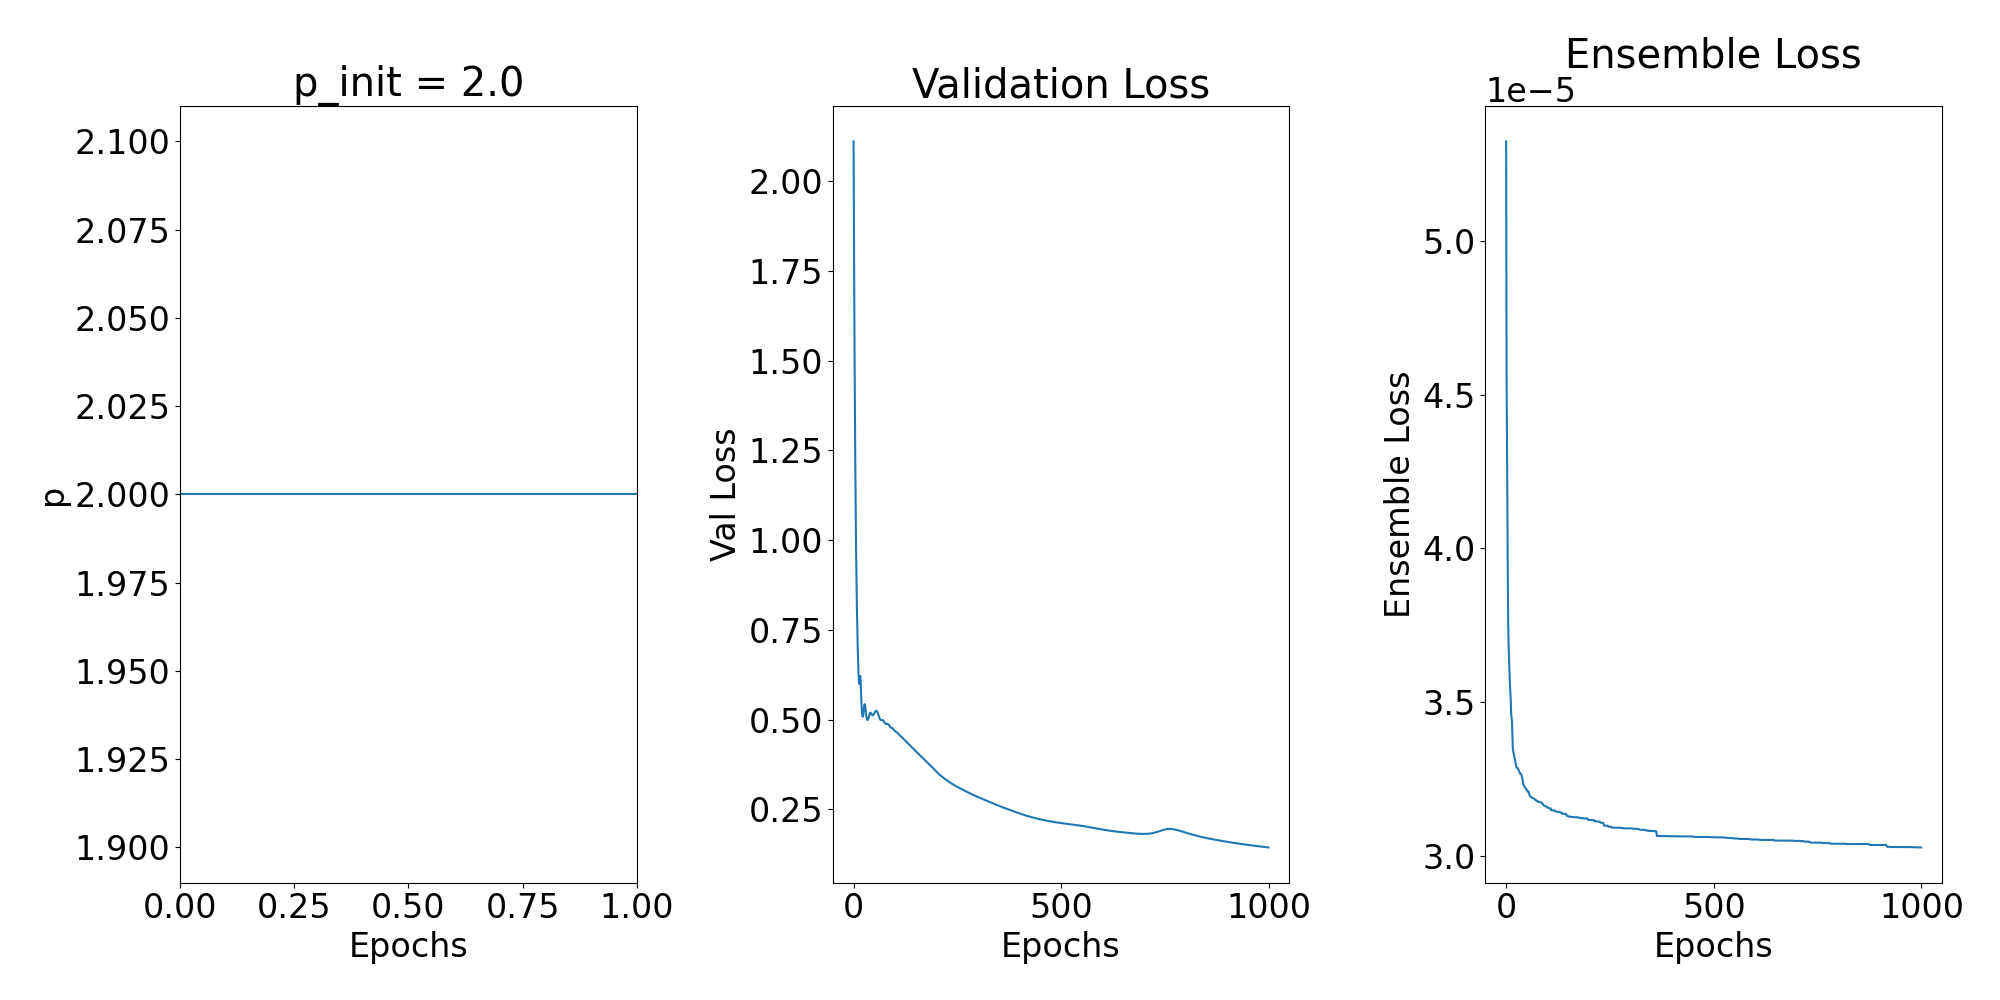 p_init = 2.0
2.100
2.075
2.050
2.025
2.000
1.975
1.950
1.925
1.900
p
0.00 0.25 0.50 0.75 1.00
Epochs
Validation Loss
2.00
1.75
1.50
1.25
1.00
0.75
0.50
0.25
Val Loss
0 500 1000
Epochs
Ensemble Loss
1e−5
5.0
4.5
4.0
3.5
3.0
Ensemble Loss
0 500 1000
Epochs